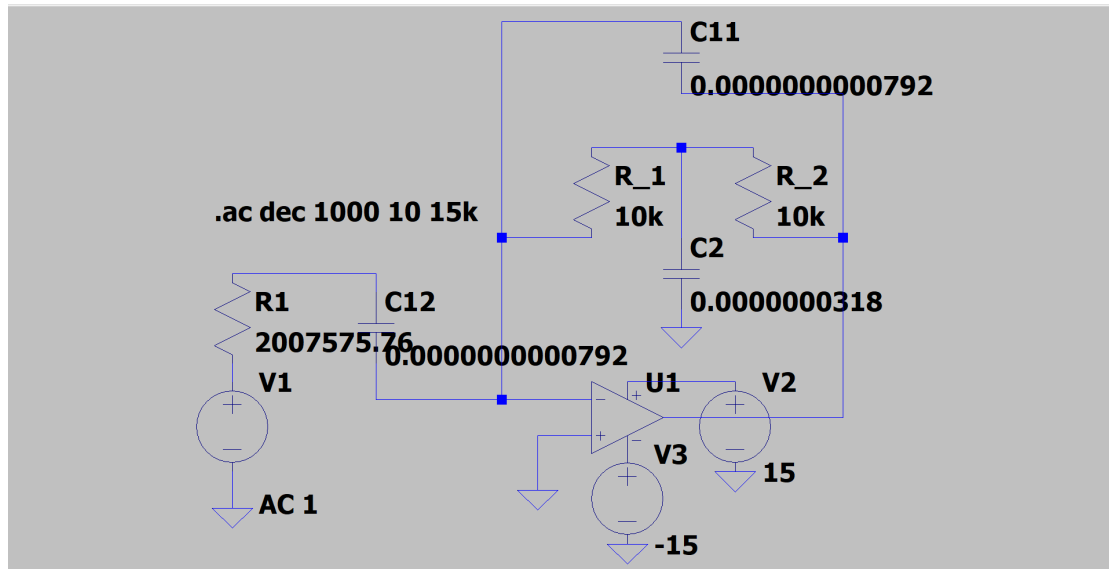 C11
0.0000000000792
R_1
10k
R_2
10k
.ac dec 1000 10 15k
C2
0.0000000318
R1
2007575.76
C12
0.0000000000792
V1
U1
V2
V3
15
AC 1
-15